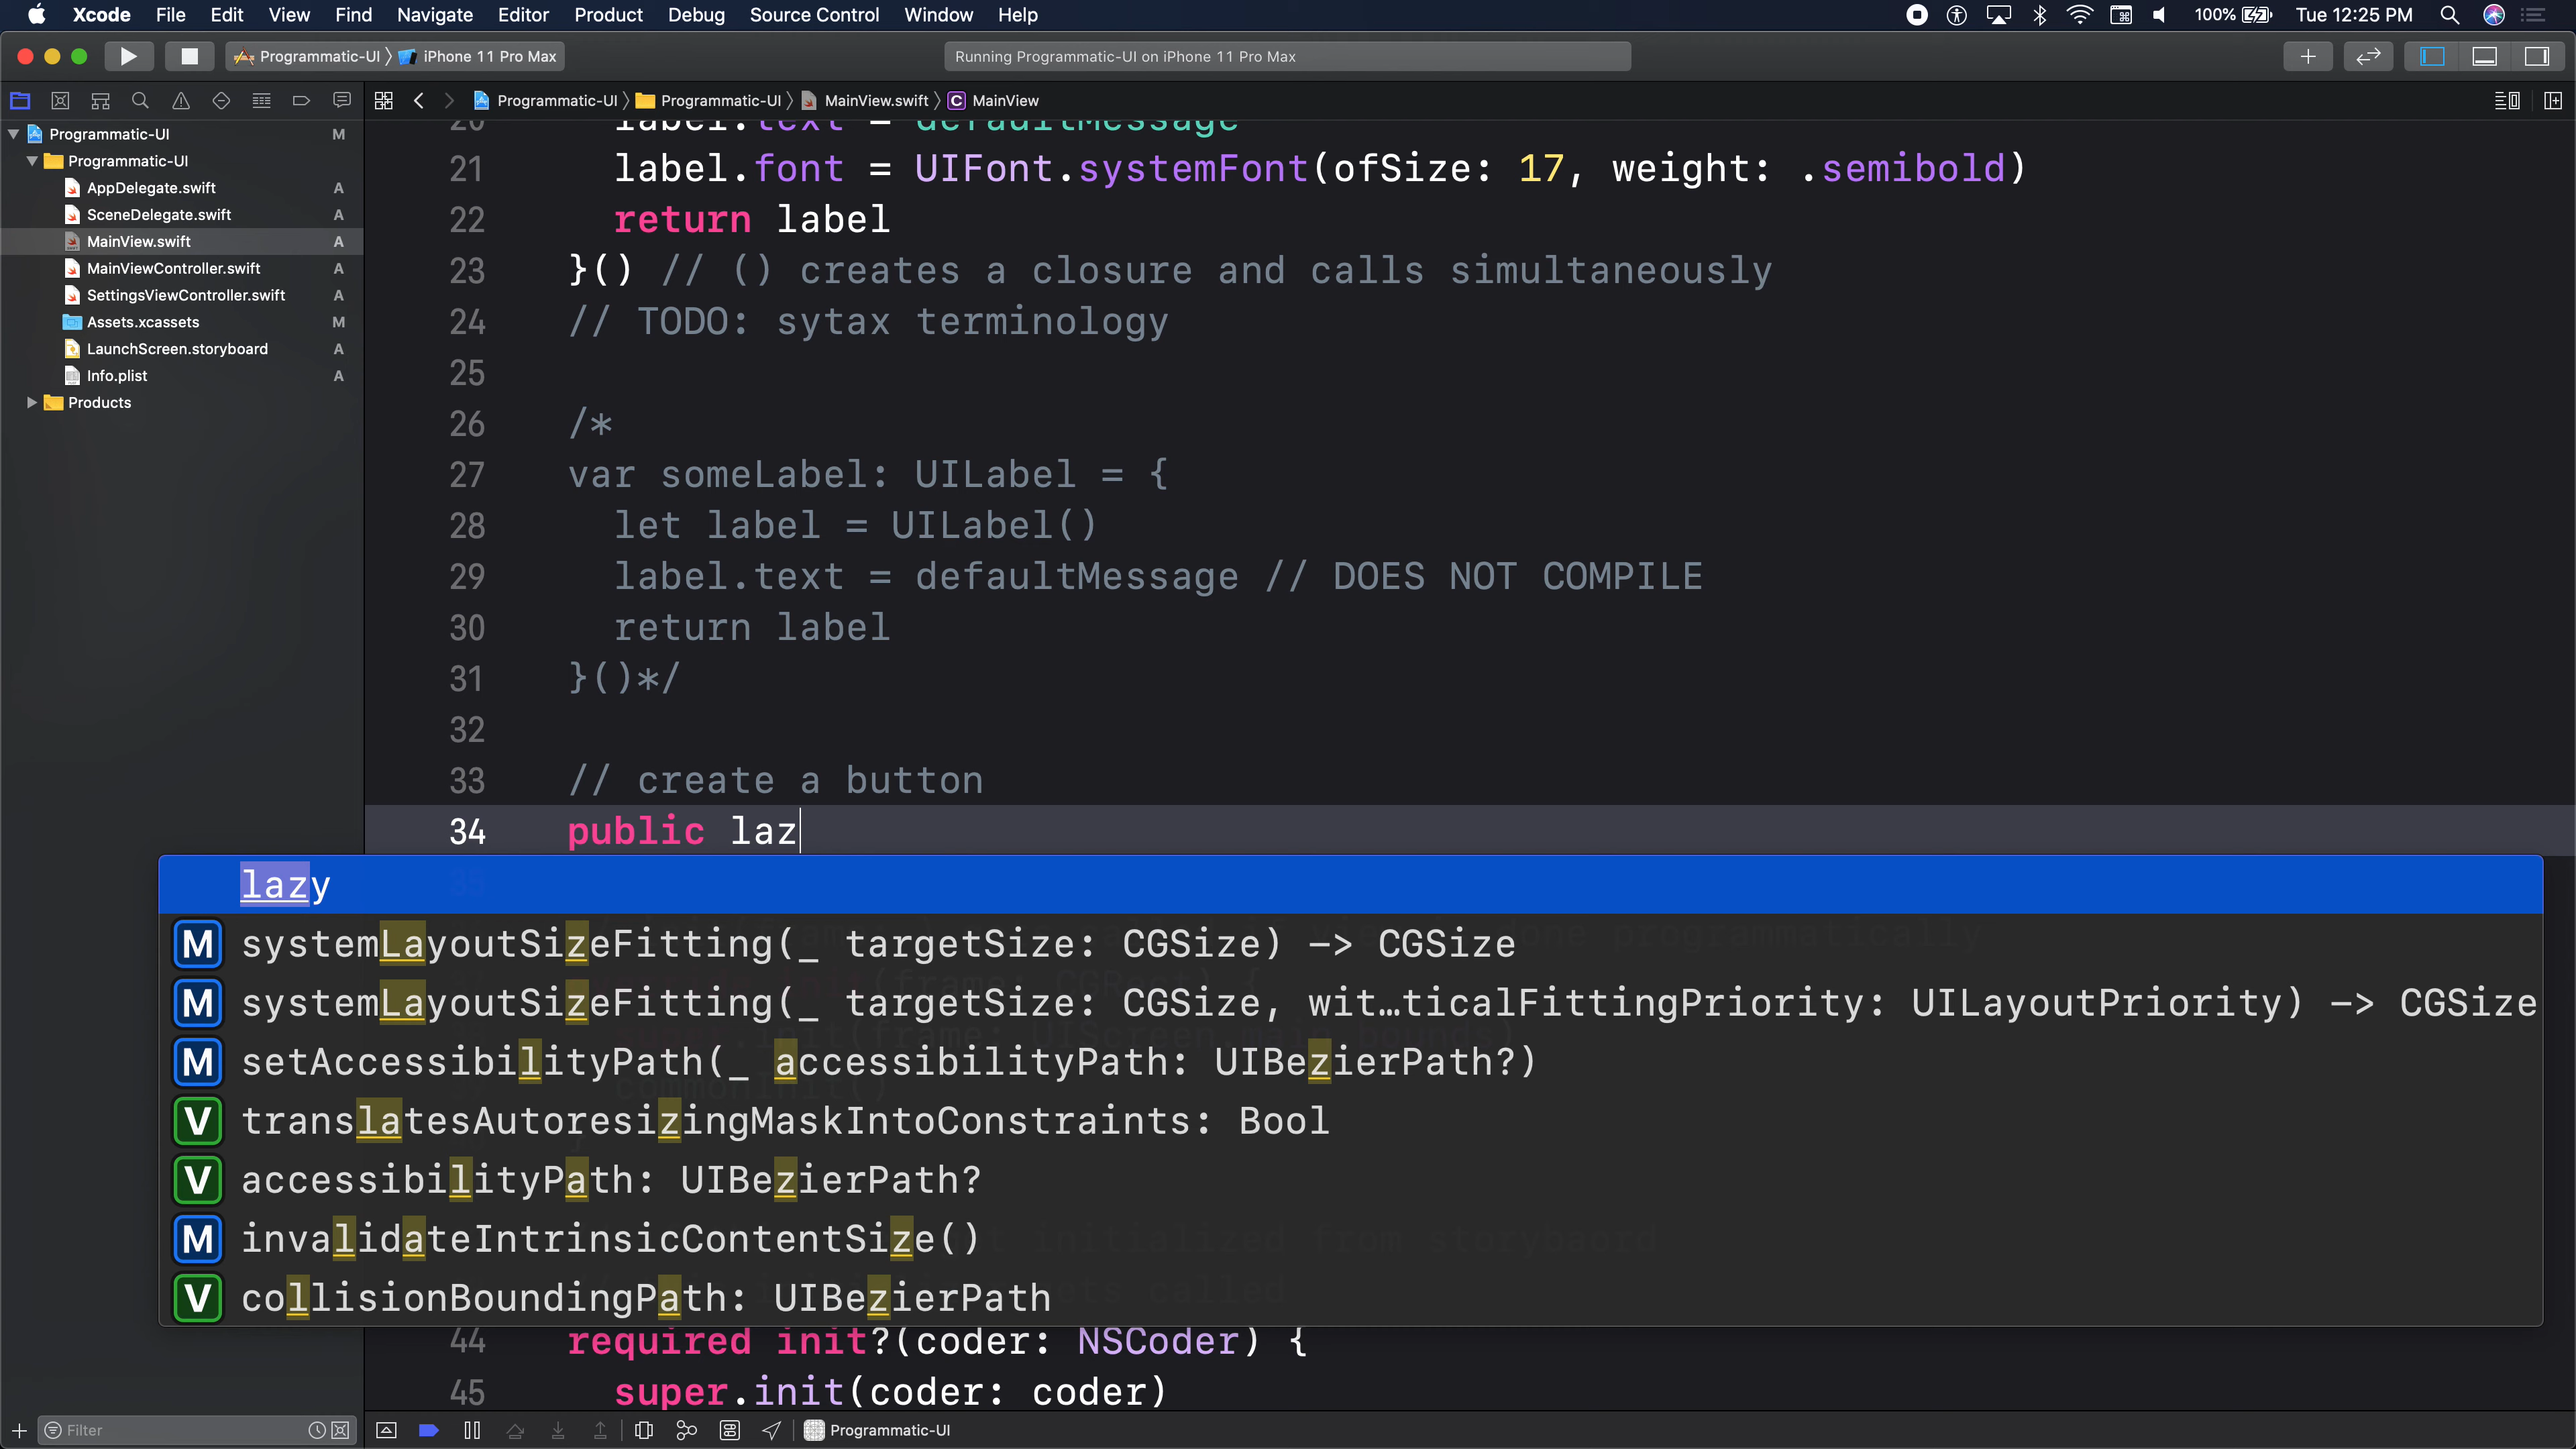 Xcode File Edit View Find Navigate Editor Product Debug Source Control Window Help 100% Tue 12:25 PM
Programmatic-UI 〉 iPhone 11 Pro Max Running Programmatic-UI on iPhone 11 Pro Max
Programmatic-UI 〉 Programmatic-UI 〉 MainView.swift 〉 C MainView
Programmatic-UI M
Programmatic-UI
AppDelegate.swift A
SceneDelegate.swift A
MainView.swift A
MainViewController.swift A
SettingsViewController.swift A
Assets.xcassets M
LaunchScreen.storyboard A
Info.plist A
Products
20 label.text = defaultMessage
21 label.font = UIFont.systemFont(ofSize: 17, weight: .semibold)
22 return label
23 }() // () creates a closure and calls simultaneously
24 // TODO: sytax terminology
25
26 /*
27 var someLabel: UILabel = {
28 let label = UILabel()
29 label.text = defaultMessage // DOES NOT COMPILE
30 return label
31 }()*/
32
33 // create a button
34 public laz
lazy
M systemLayoutSizeFitting(_ targetSize: CGSize) -> CGSize
M systemLayoutSizeFitting(_ targetSize: CGSize, wit…ticalFittingPriority: UILayoutPriority) -> CGSize
M setAccessibilityPath(_ accessibilityPath: UIBezierPath?)
V translatesAutoresizingMaskIntoConstraints: Bool
V accessibilityPath: UIBezierPath?
M invalidateIntrinsicContentSize()
V collisionBoundingPath: UIBezierPath
44 required init?(coder: NSCoder) {
45 super.init(coder: coder)
Filter Programmatic-UI